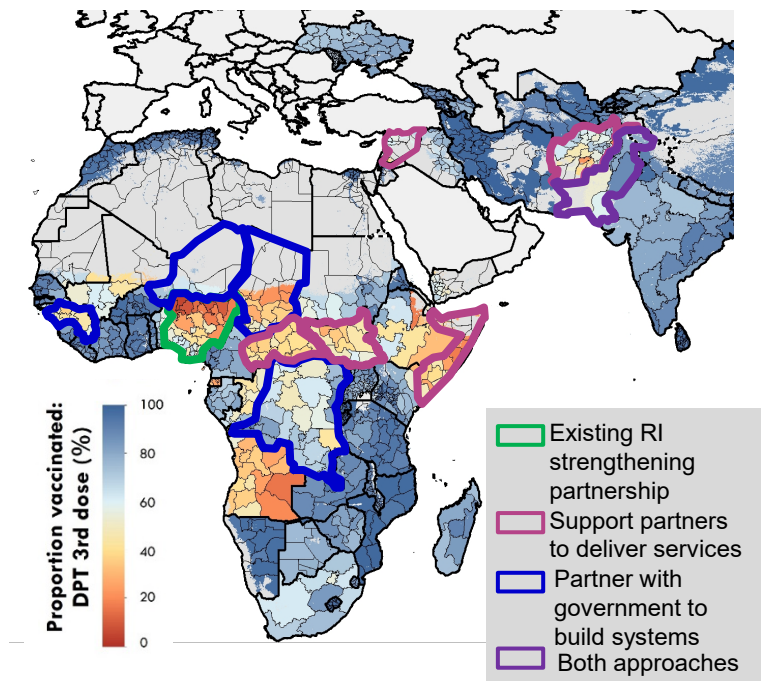 Proportion vaccinated:
DPT 3rd dose (%)
100
80
60
40
20
0
Existing RI
strengthening
partnership
Support partners
to deliver services
Partner with
government to
build systems
Both approaches